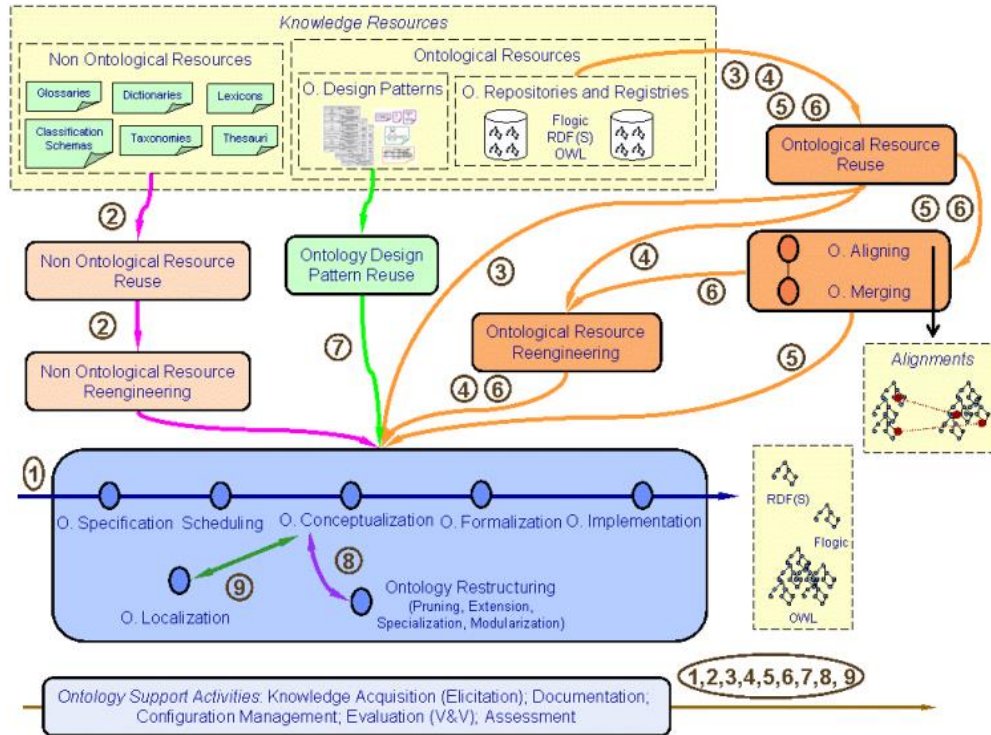 Knowledge Resources
Non Ontological Resources
Glossaries
Dictionaries
Lexicons
Classification
Schemas
Taxonomies
Thesauri
Ontological Resources
O. Design Patterns
O. Repositories and Registries
Flogic
RDF(S)
OWL
3 4
5 6
Ontological Resource
Reuse
2
5 6
Non Ontological Resource
Reuse
Ontology Design
Pattern Reuse
3
4
O. Aligning
O. Merging
6
2
7
Ontological Resource
Reengineering
5
Non Ontological Resource
Reengineering
4 6
Alignments
1
O. Specification
Scheduling
O. Conceptualization
O. Formalization
O. Implementation
9
8
O. Localization
Ontology Restructuring
(Pruning, Extension,
Specialization, Modularization)
RDF(S)
Flogic
OWL
1,2,3,4,5,6,7,8, 9
Ontology Support Activities: Knowledge Acquisition (Elicitation); Documentation;
Configuration Management; Evaluation (V&V); Assessment